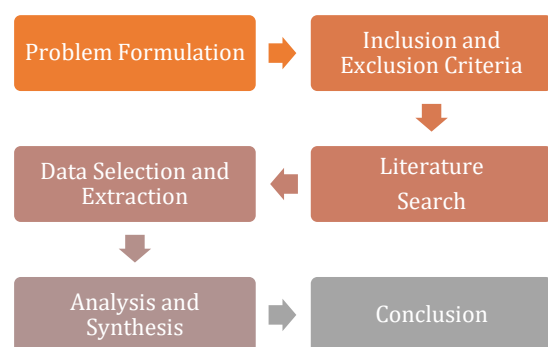 Problem Formulation
Inclusion and
Exclusion Criteria
Literature
Search
Data Selection and
Extraction
Analysis and
Synthesis
Conclusion